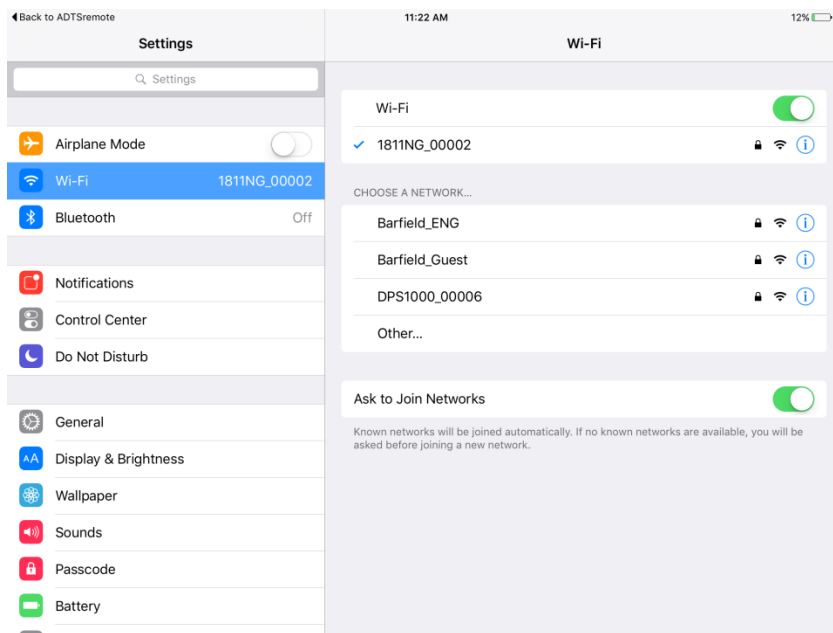 Back to ADTSremote
11:22 AM
12%
Settings
Wi-Fi
Settings
Airplane Mode
Wi-Fi 1811NG_00002
Bluetooth Off
Notifications
Control Center
Do Not Disturb
General
AA Display & Brightness
Wallpaper
Sounds
Passcode
Battery
Wi-Fi
1811NG_00002
CHOOSE A NETWORK...
Barfield_ENG
Barfield_Guest
DPS1000_00006
Other...
Ask to Join Networks
Known networks will be joined automatically. If no known networks are available, you will be
asked before joining a new network.